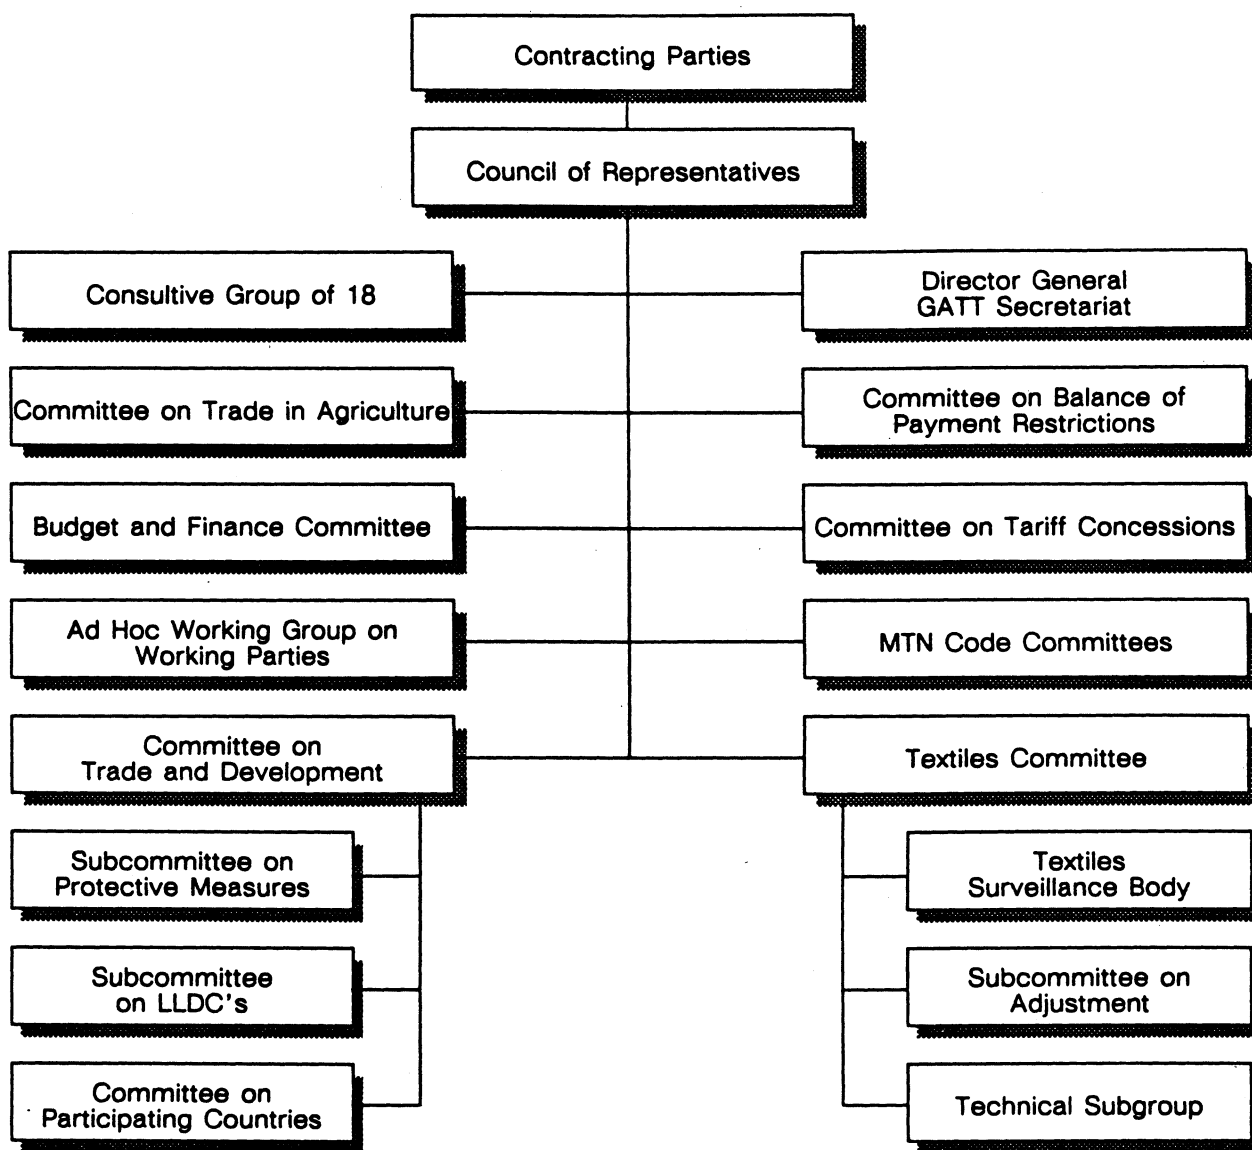 Contracting Parties
Council of Representatives
Consultive Group of 18
Director General
GATT Secretariat
Committee on Trade in Agriculture
Committee on Balance of
Payment Restrictions
Budget and Finance Committee
Committee on Tariff Concessions
Ad Hoc Working Group on
Working Parties
MTN Code Committees
Committee on
Trade and Development
Textiles Committee
Subcommittee on
Protective Measures
Textiles
Surveillance Body
Subcommittee
on LLDC's
Subcommittee on
Adjustment
Committee on
Participating Countries
Technical Subgroup